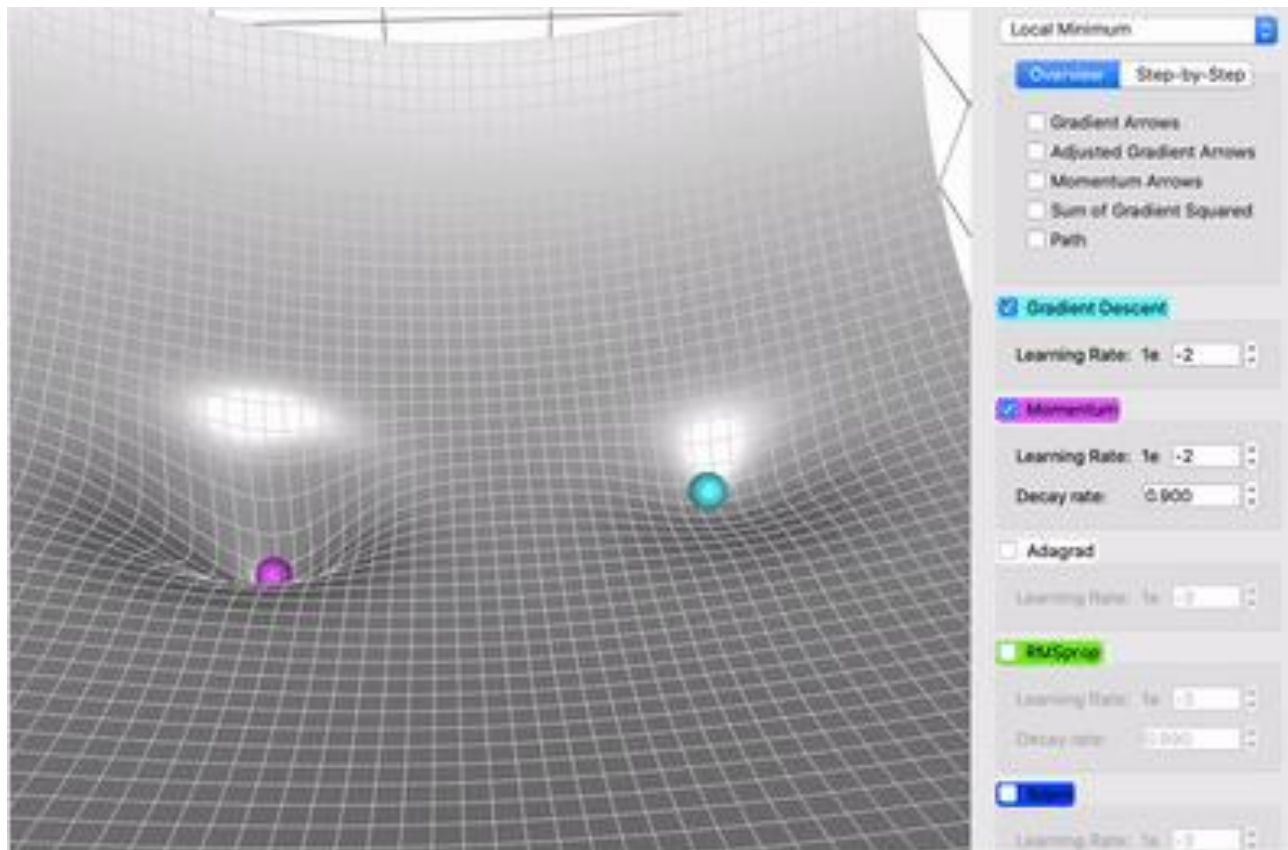 Local Minimum
Overview Step-by-Step
Gradient Arrows
Adjusted Gradient Arrows
Momentum Arrows
Sum of Gradient Squared
Path
Gradient Descent
Learning Rate: 1e -2
Momentum
Learning Rate: 1e -2
Decay rate: 0.900
Adagrad
Learning Rate: 1e
RMSprop
Learning Rate: 1e
Decay rate:
Learning Rate: 1e